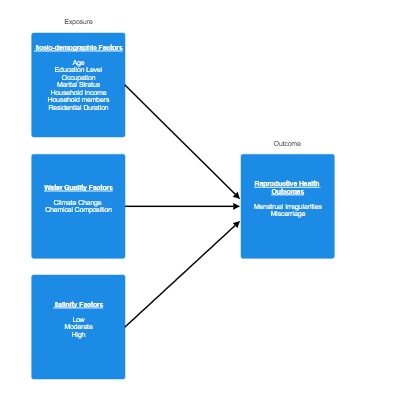 Exposure
Socio-demographic Factors
Age
Education Level
Occupation
Marital Status
Household Income
Household members
Residential Duration
Outcome
Reproductive Health
Outcomes
Menstrual Irregularities
Miscarriage
Water Quality Factors
Climate Change
Chemical Composition
Salinity Factors
Low
Moderate
High